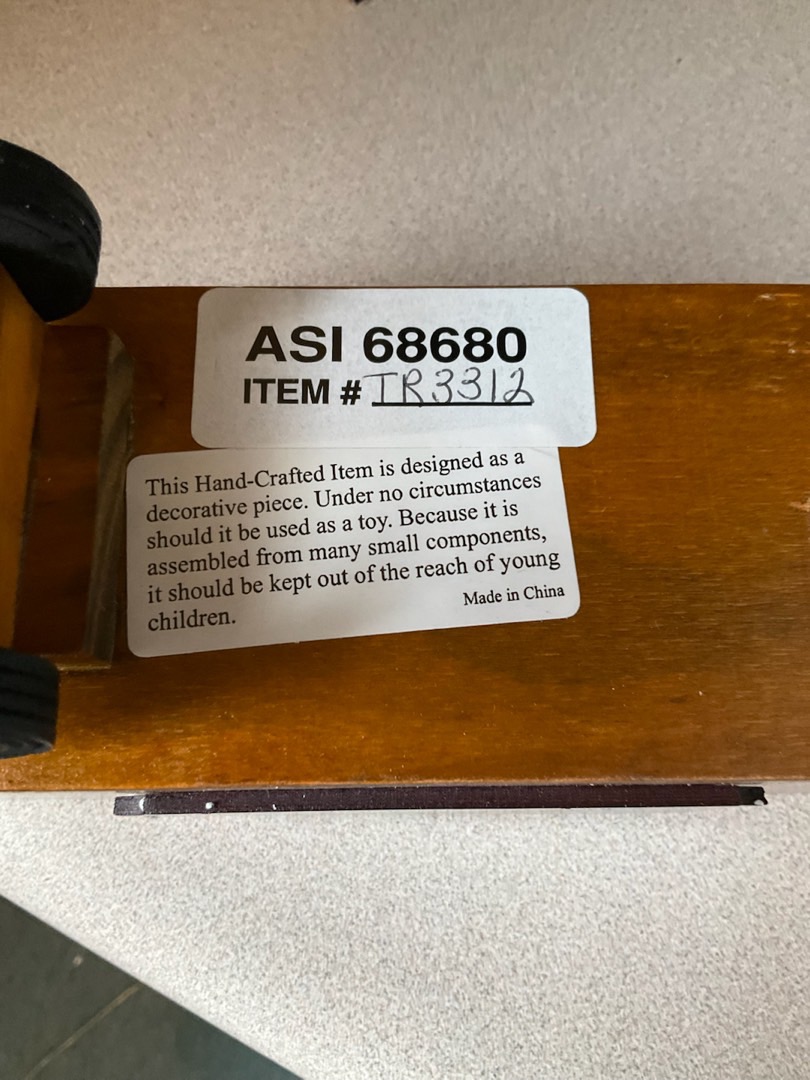 ASI 68680
ITEM # TR3312
This Hand-Crafted Item is designed as a
decorative piece. Under no circumstances
should it be used as a toy. Because it is
assembled from many small components,
it should be kept out of the reach of young
children.
Made in China